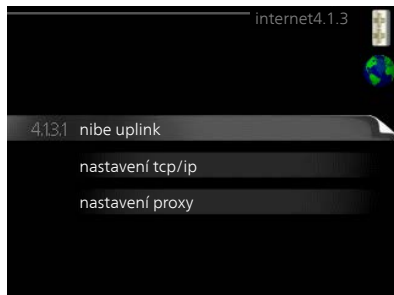 internet4.1.3
4.1.3.1 nibe uplink
nastavení tcp/ip
nastavení proxy